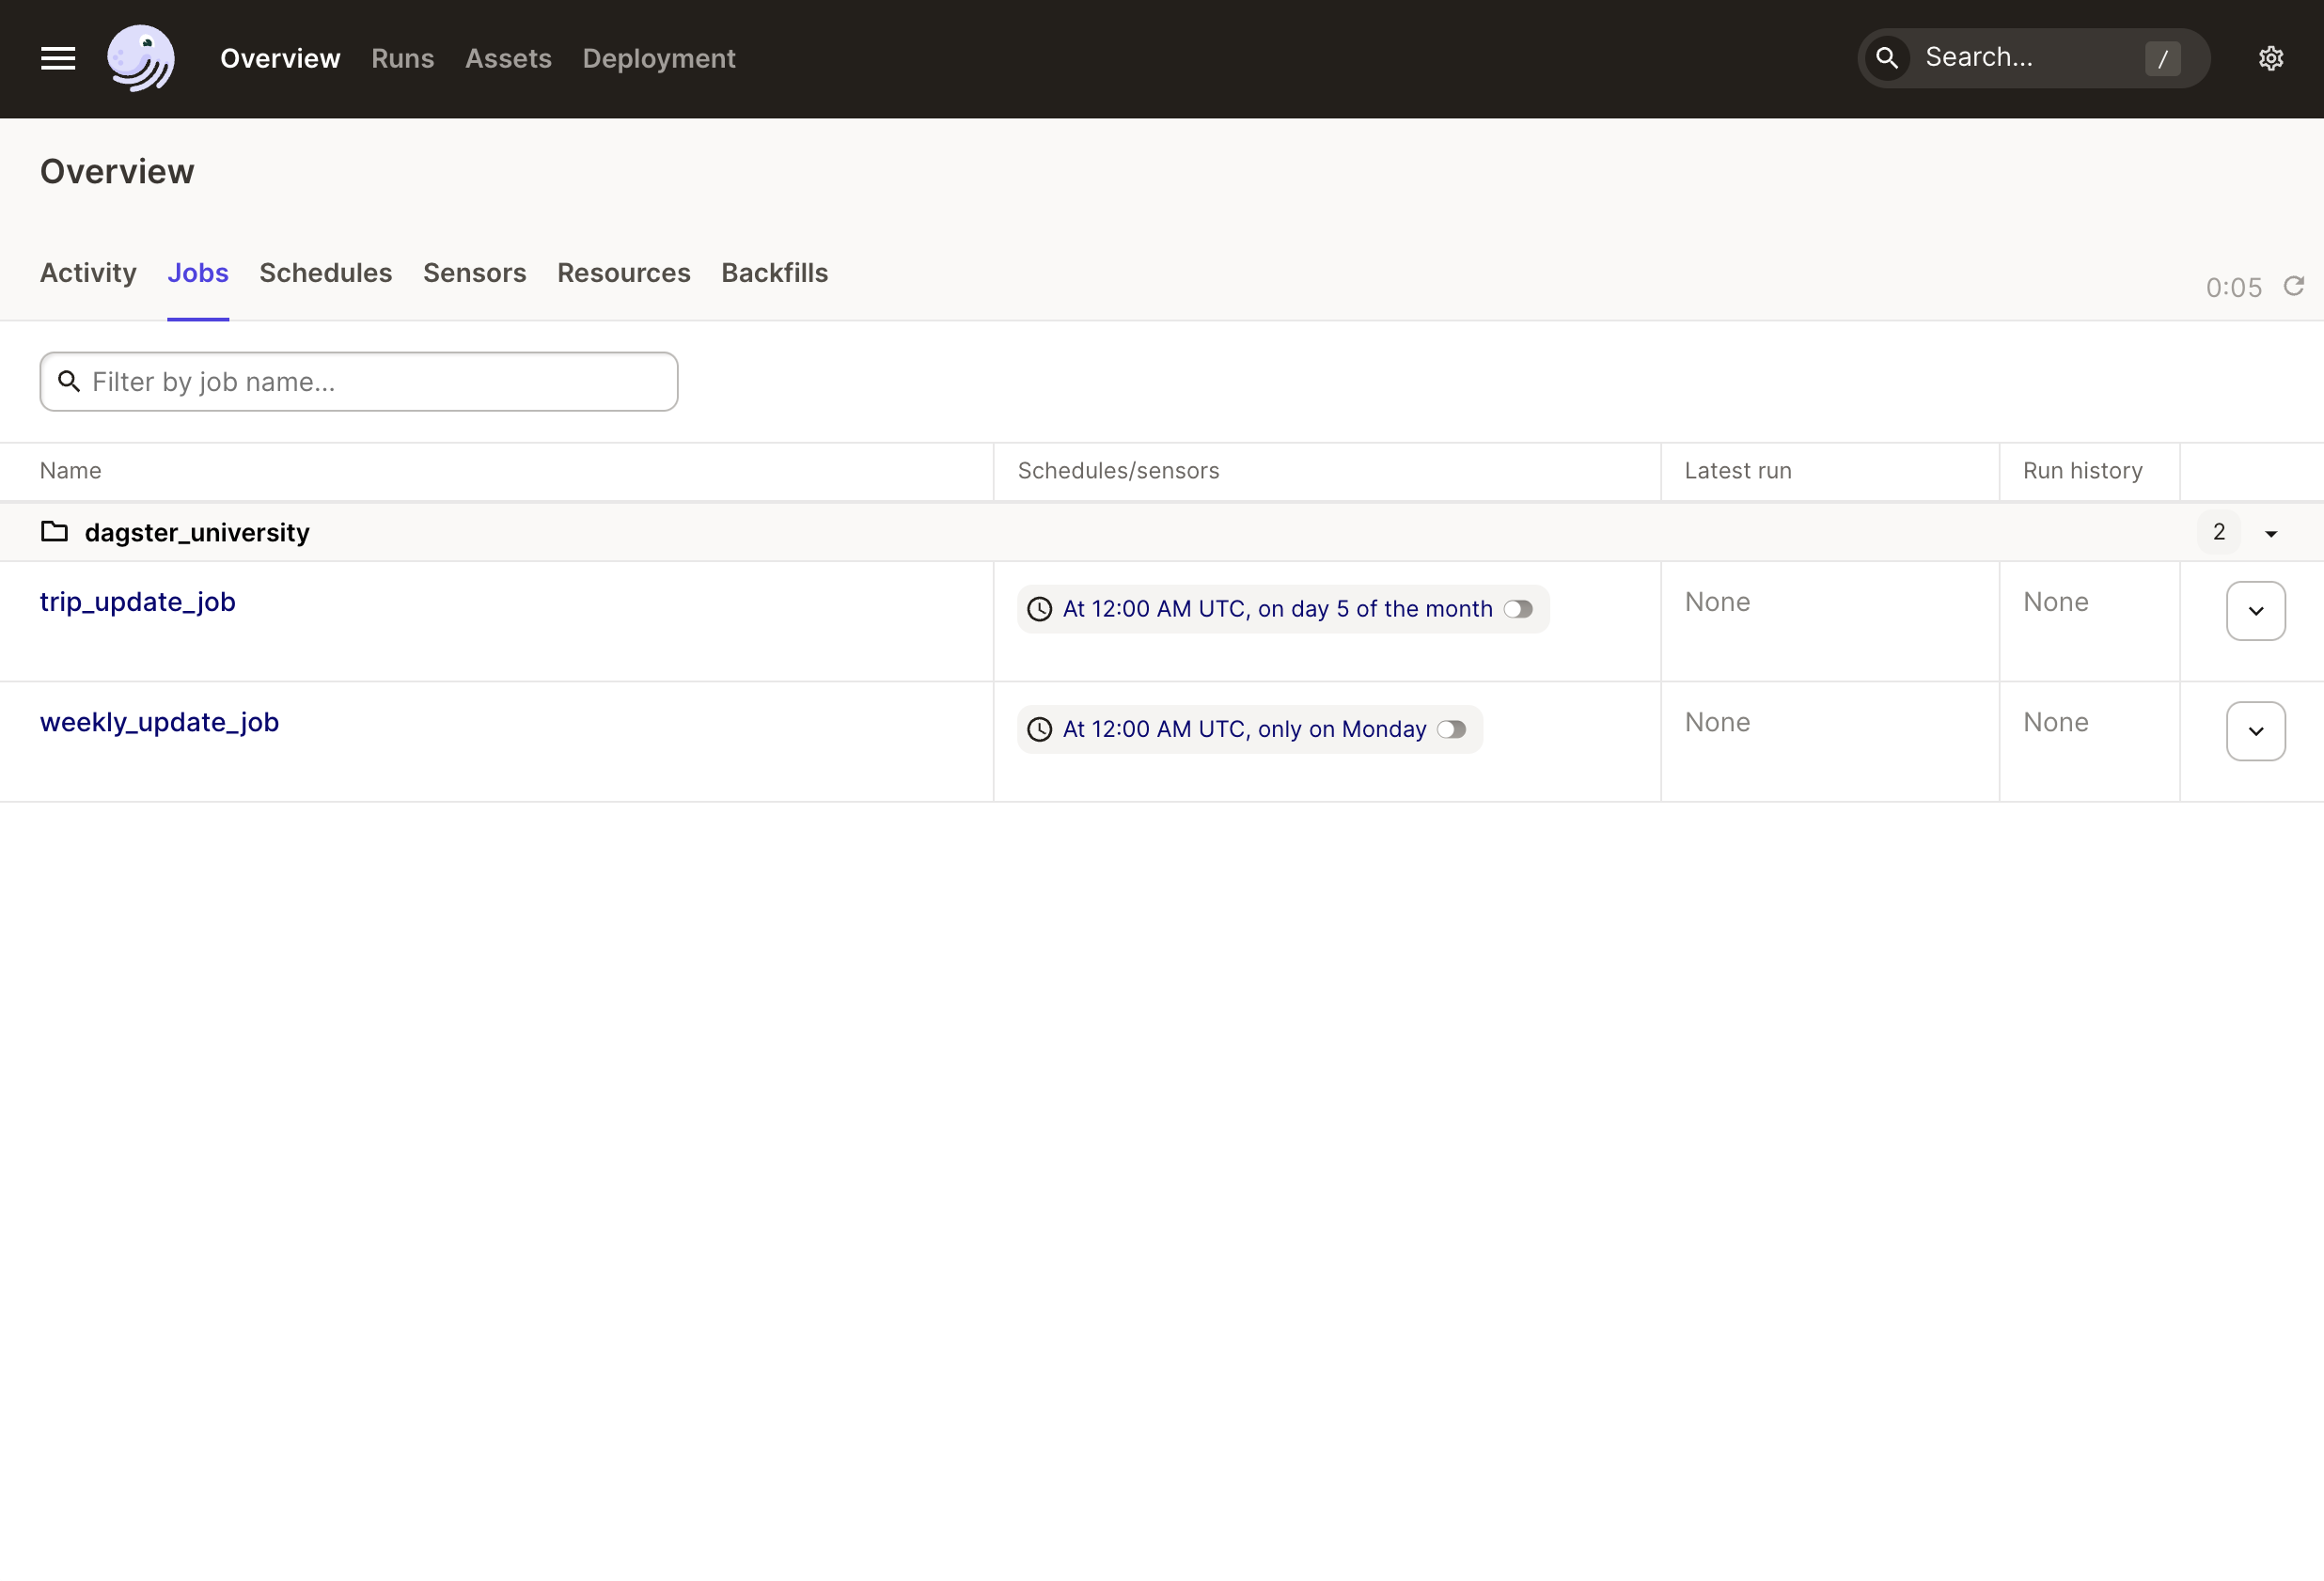 Overview Runs Assets Deployment Search... /
Overview
Activity Jobs Schedules Sensors Resources Backfills 0:05
Filter by job name...
Name Schedules/sensors Latest run Run history
dagster_university 2
trip_update_job At 12:00 AM UTC, on day 5 of the month None None
weekly_update_job At 12:00 AM UTC, only on Monday None None